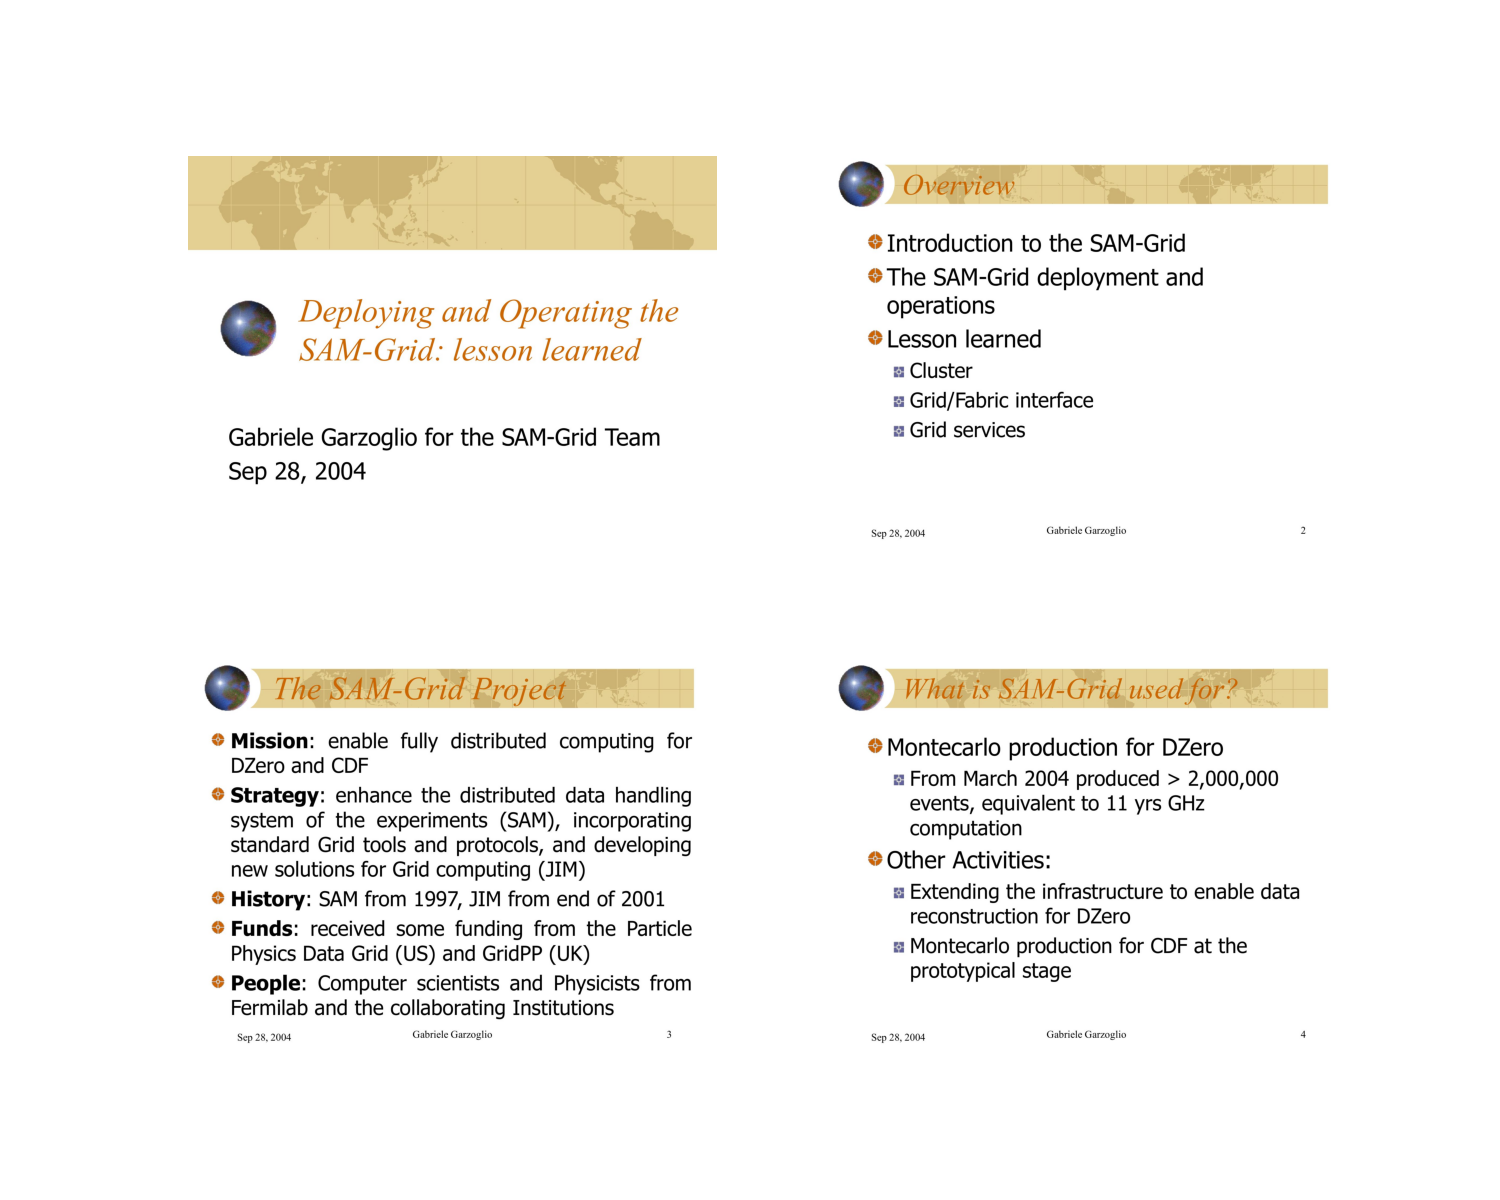 Deploying and Operating the
SAM-Grid: lesson learned
Gabriele Garzoglio for the SAM-Grid Team
Sep 28, 2004
Overview
Introduction to the SAM-Grid
The SAM-Grid deployment and
operations
Lesson learned
Cluster
Grid/Fabric interface
Grid services
Sep 28, 2004
Gabriele Garzoglio
2
The SAM-Grid Project
Mission: enable fully distributed computing for
DZero and CDF
Strategy: enhance the distributed data handling
system of the experiments (SAM), incorporating
standard Grid tools and protocols, and developing
new solutions for Grid computing (JIM)
History: SAM from 1997, JIM from end of 2001
Funds: received some funding from the Particle
Physics Data Grid (US) and GridPP (UK)
People: Computer scientists and Physicists from
Fermilab and the collaborating Institutions
Sep 28, 2004
Gabriele Garzoglio
3
What is SAM-Grid used for?
Montecarlo production for DZero
From March 2004 produced > 2,000,000
events, equivalent to 11 yrs GHz
computation
Other Activities:
Extending the infrastructure to enable data
reconstruction for DZero
Montecarlo production for CDF at the
prototypical stage
Sep 28, 2004
Gabriele Garzoglio
4